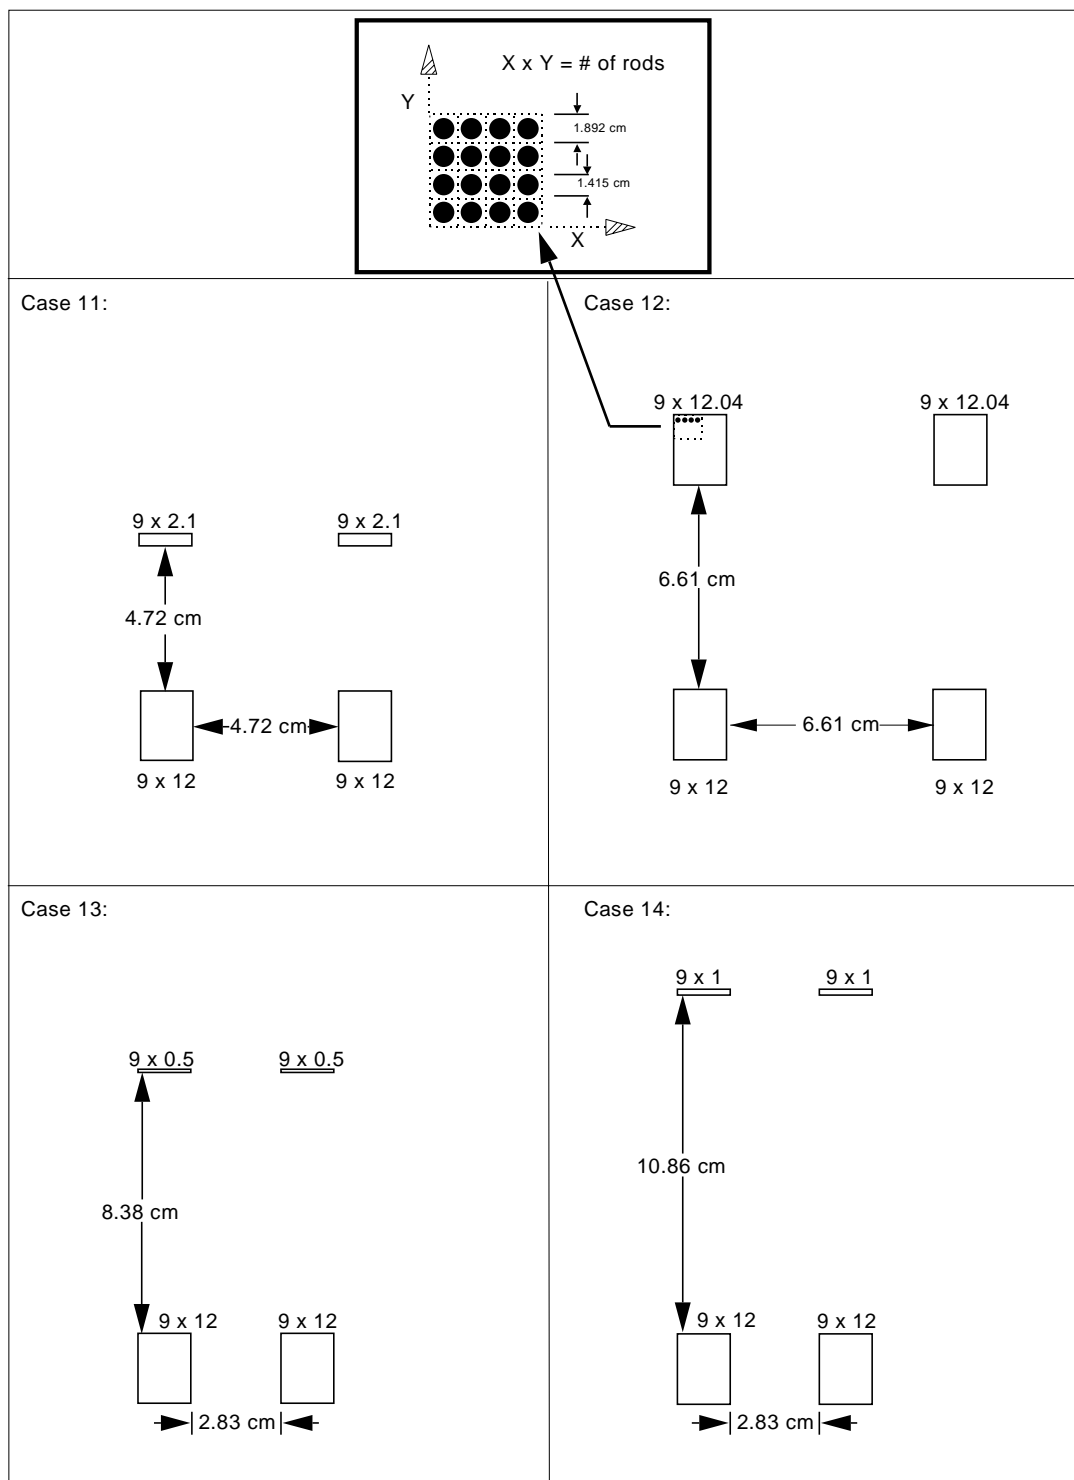 X x Y = # of rods
Y
1.892 cm
1.415 cm
X
Case 11:
9 x 2.1
9 x 2.1
4.72 cm
4.72 cm
9 x 12
9 x 12
Case 12:
9 x 12.04
9 x 12.04
6.61 cm
6.61 cm
9 x 12
9 x 12
Case 13:
9 x 0.5
9 x 0.5
8.38 cm
9 x 12
9 x 12
2.83 cm
Case 14:
9 x 1
9 x 1
10.86 cm
9 x 12
9 x 12
2.83 cm